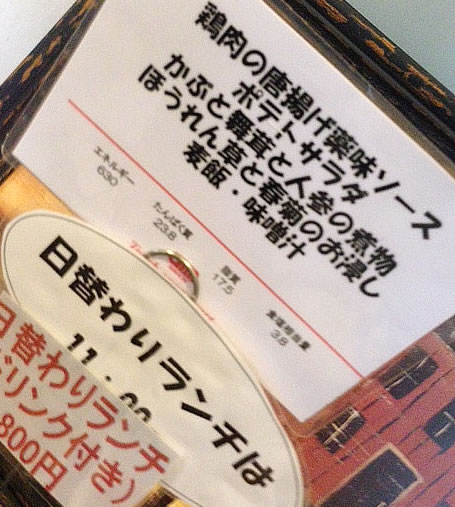 鶏肉の唐揚げ薬味ソース
ポテトサラダ
かぶと舞茸と人参の煮物
ほうれん草と春菊のお浸し
麦飯・味噌汁
エネルギー
630
たんぱく質
23.8
脂質
17.5
食塩相当量
3.8
日替わりランチは
11:00
日替わりランチ
ドリンク付き)
800円